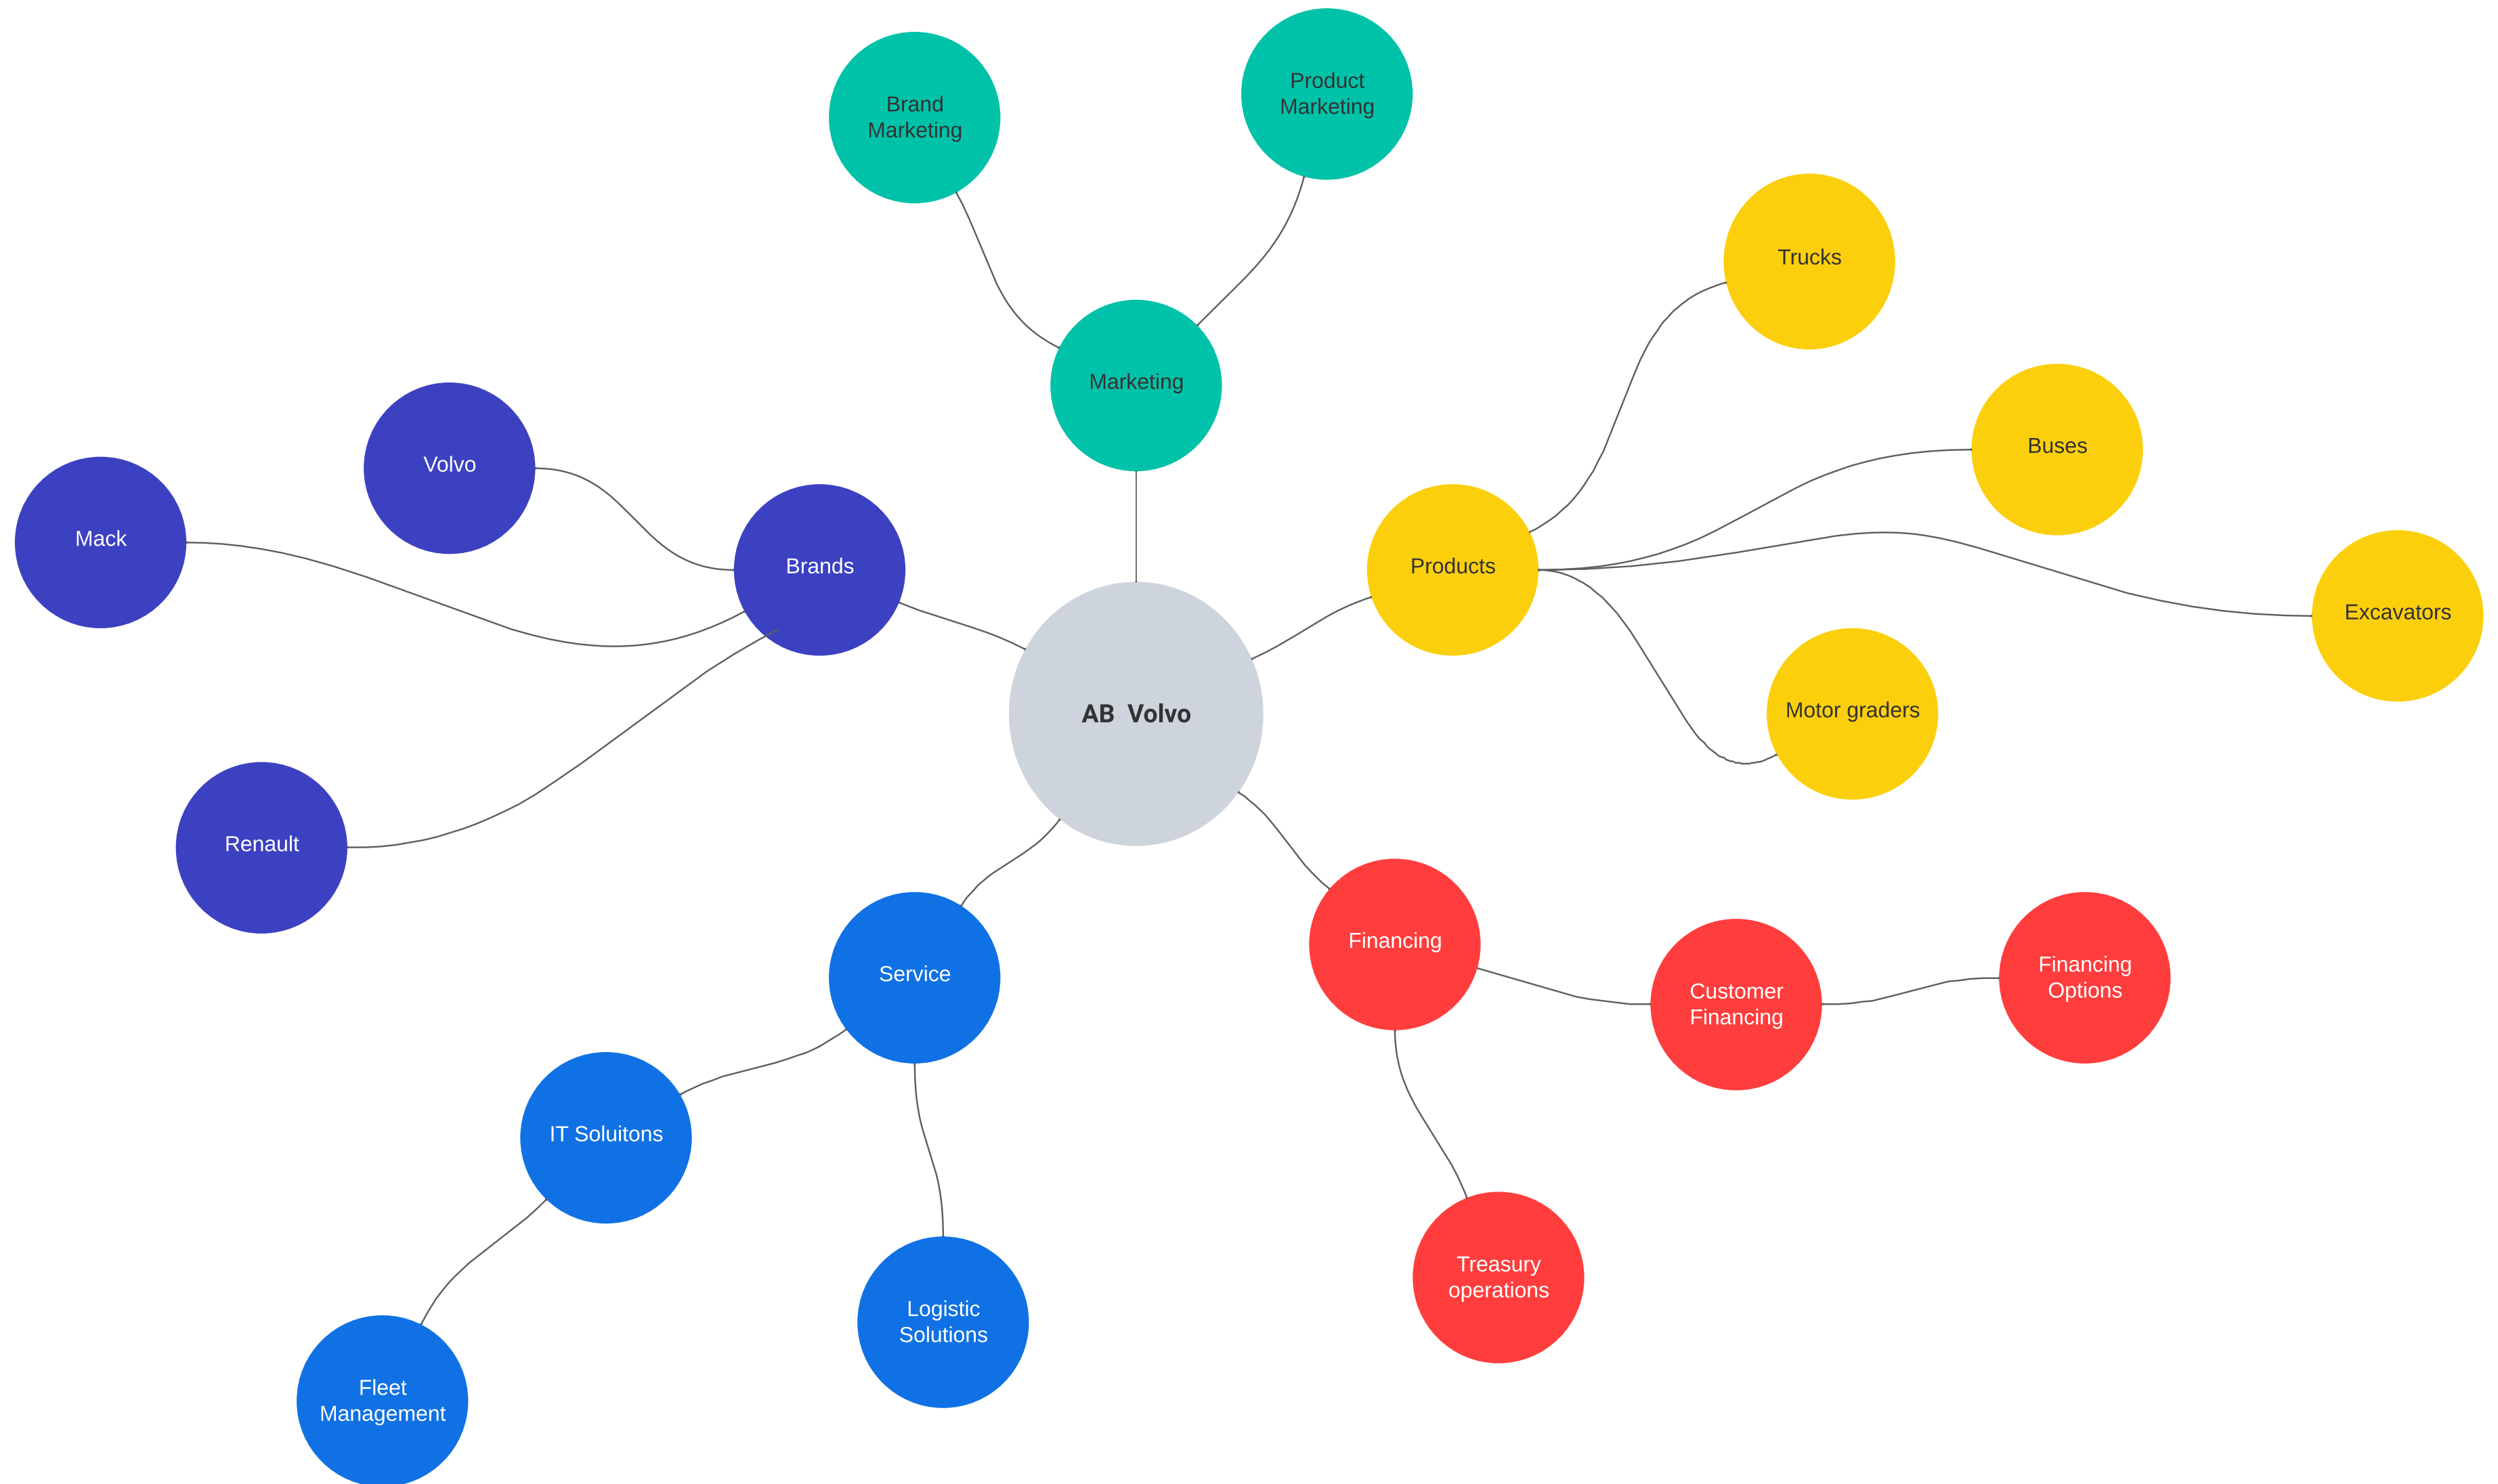 Product
Marketing
Brand
Marketing
Trucks
Marketing
Buses
Volvo
Mack
Brands
Products
Excavators
Motor graders
AB  Volvo
Renault
Financing
Financing
Options
Service
Customer
Financing
IT Soluitons
Treasury
operations
Logistic
Solutions
Fleet
Management